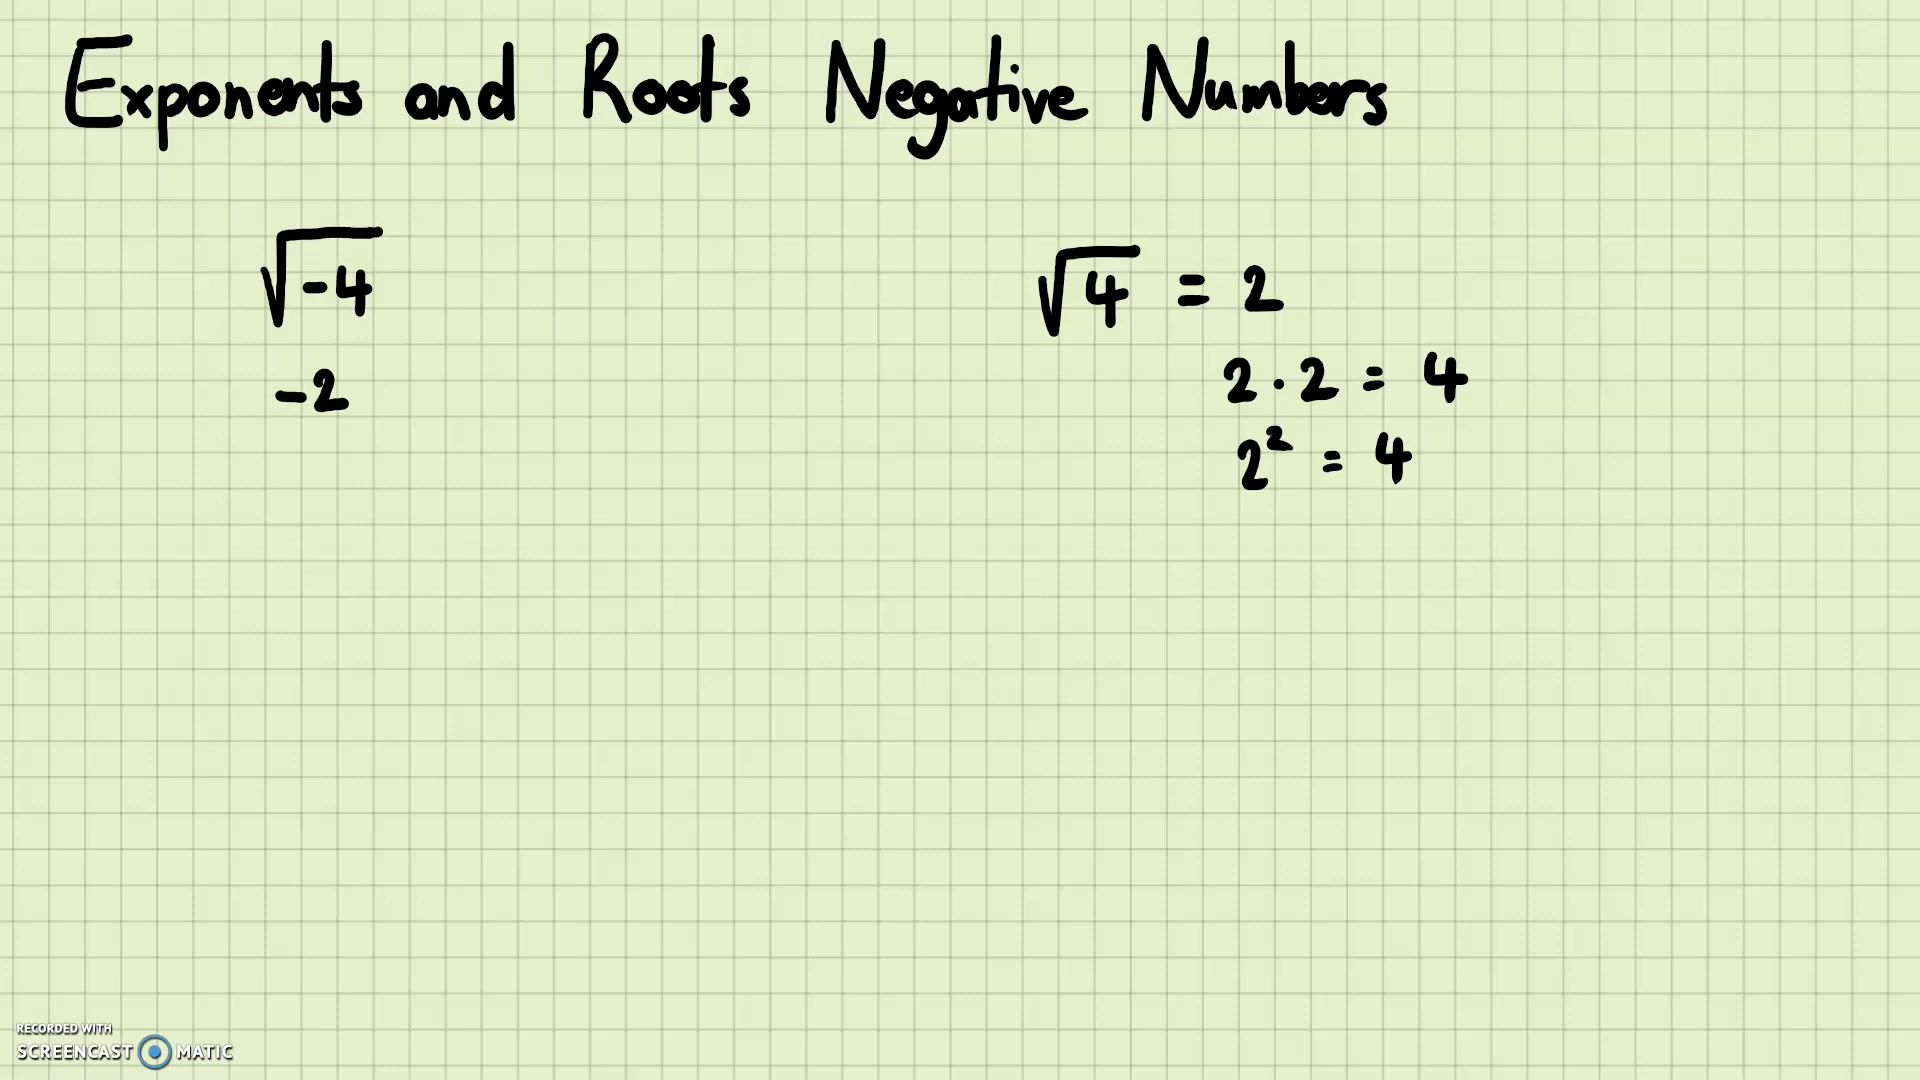 Exponents and Roots Negative Numbers
√-4
-2
√4 = 2
2 · 2 = 4
2² = 4
RECORDED WITH
SCREENCAST MATIC